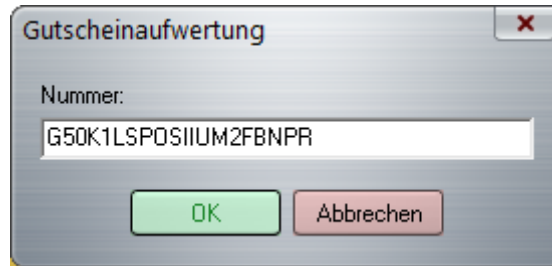 Gutscheinaufwertung
Nummer:
G50K1LSPOSIIUM2FBNPR
OK
Abbrechen